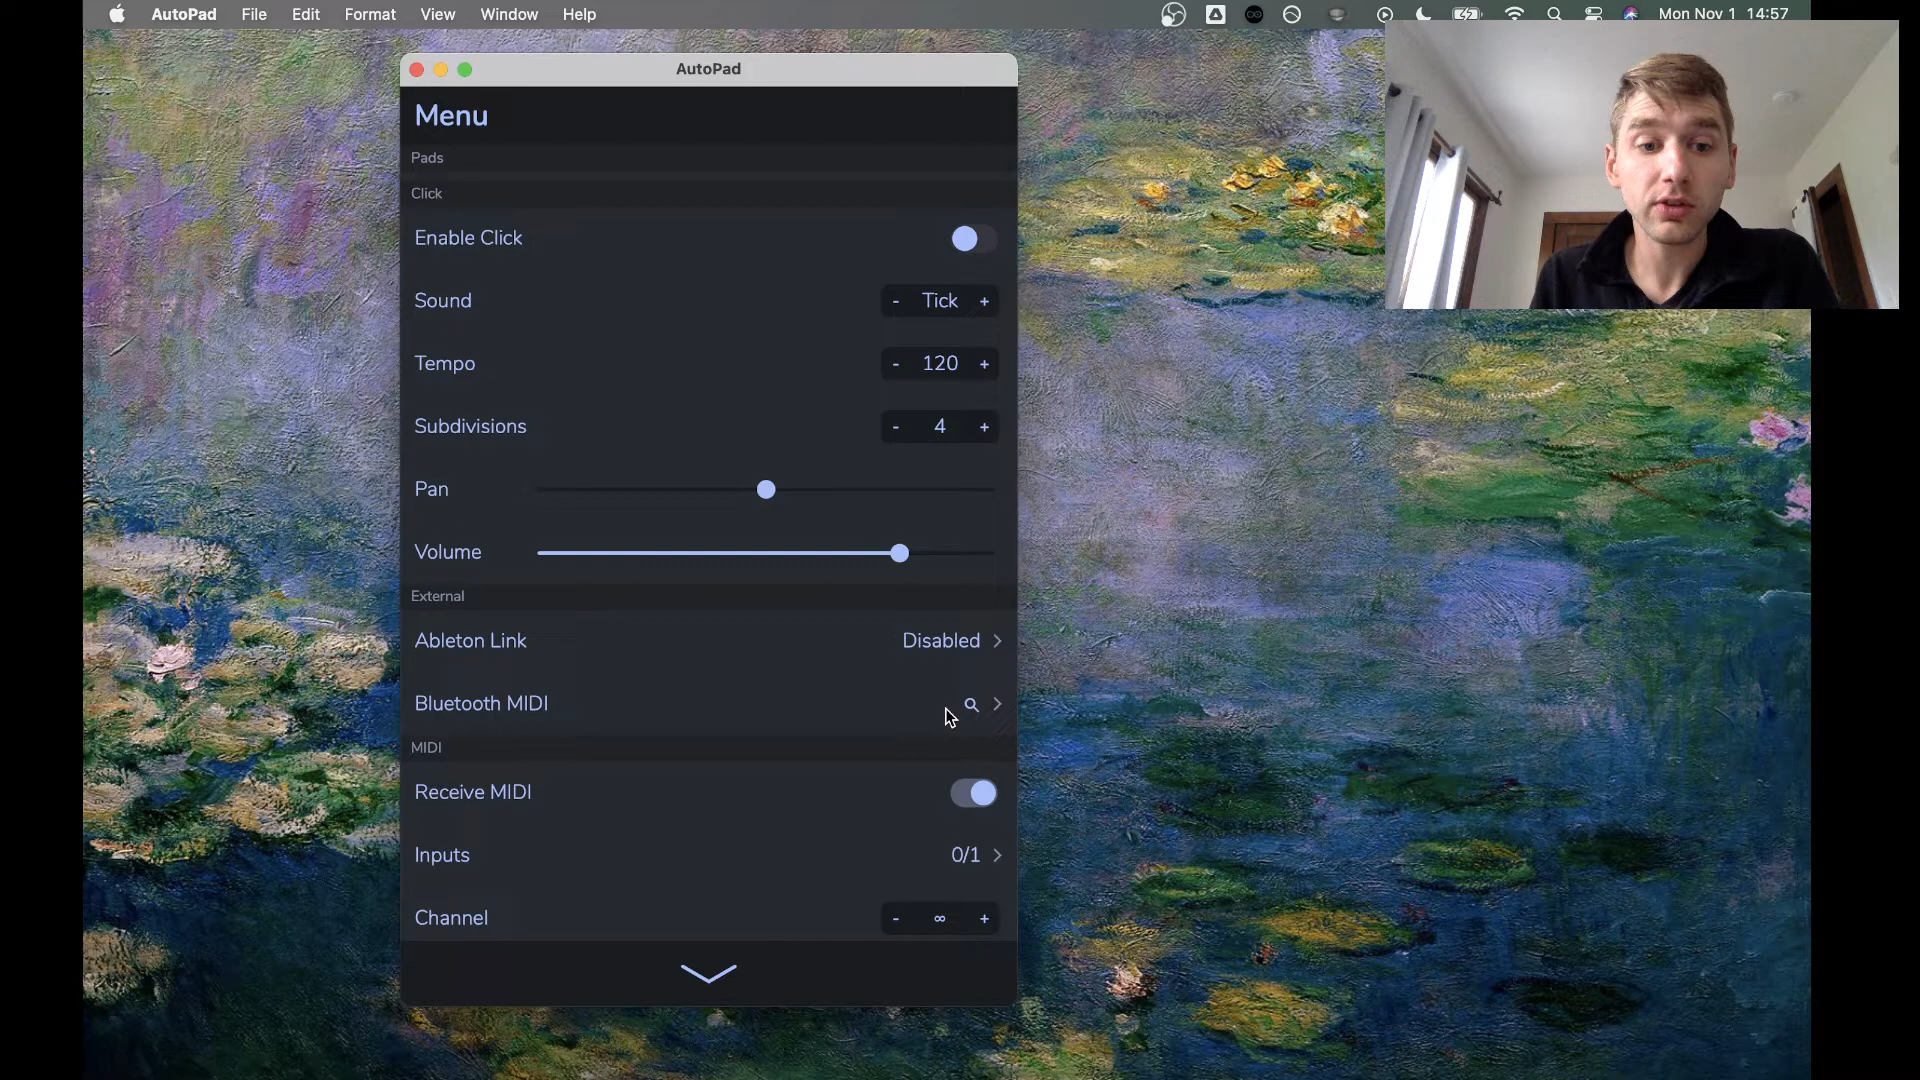 AutoPad File Edit Format View Window Help Mon Nov 1 14:57
AutoPad
Menu
Pads
Click
Enable Click
Sound - Tick +
Tempo - 120 +
Subdivisions - 4 +
Pan
Volume
External
Ableton Link Disabled
Bluetooth MIDI
MIDI
Receive MIDI
Inputs 0/1
Channel - ∞ +